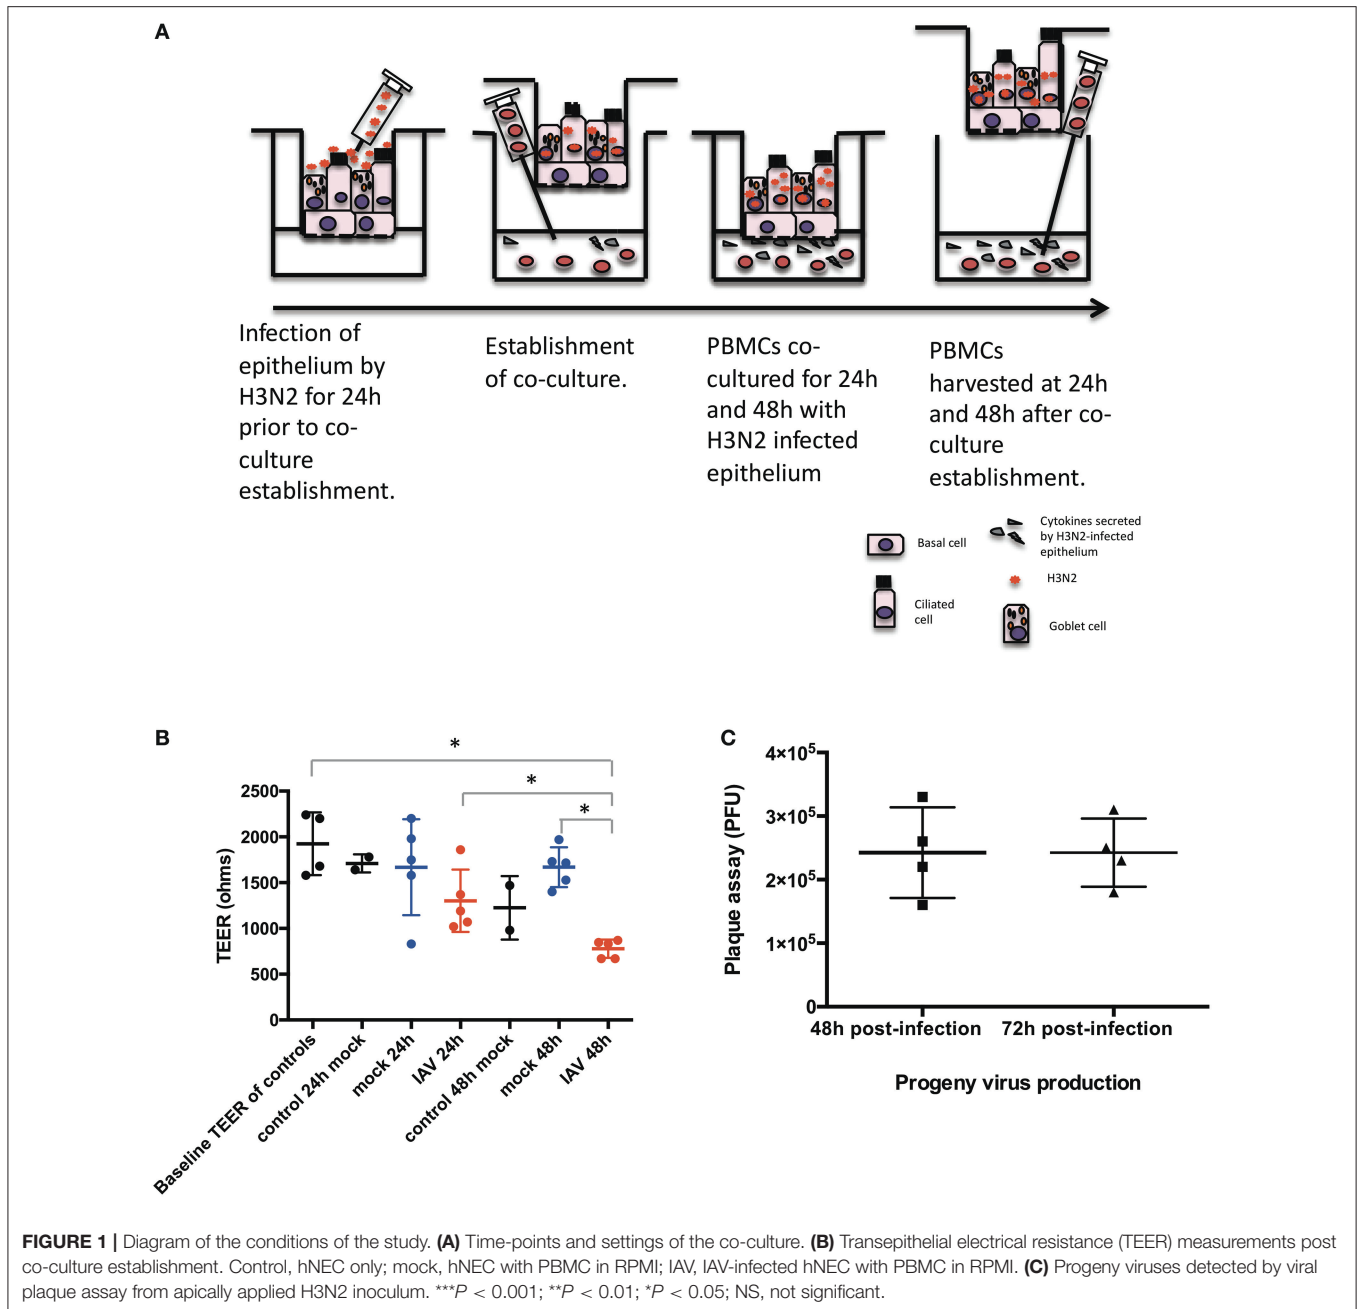 A
Infection of
epithelium by
H3N2 for 24h
prior to co-
culture
establishment.
Establishment
of co-culture.
PBMCs co-
cultured for 24h
and 48h with
H3N2 infected
epithelium
PBMCs
harvested at 24h
and 48h after co-
culture
establishment.
Basal cell
Cytokines secreted
by H3N2-infected
epithelium
H3N2
Ciliated
cell
Goblet cell
B
*
*
*
TEER (ohms)
2500
2000
1500
1000
500
0
Baseline TEER of controls
control 24h mock
mock 24h
IAV 24h
control 48h mock
mock 48h
IAV 48h
C
Plaque assay (PFU)
4×10⁵
3×10⁵
2×10⁵
1×10⁵
0
48h post-infection
72h post-infection
Progeny virus production
FIGURE 1 | Diagram of the conditions of the study. (A) Time-points and settings of the co-culture. (B) Transepithelial electrical resistance (TEER) measurements post
co-culture establishment. Control, hNEC only; mock, hNEC with PBMC in RPMI; IAV, IAV-infected hNEC with PBMC in RPMI. (C) Progeny viruses detected by viral
plaque assay from apically applied H3N2 inoculum. ***P < 0.001; **P < 0.01; *P < 0.05; NS, not significant.